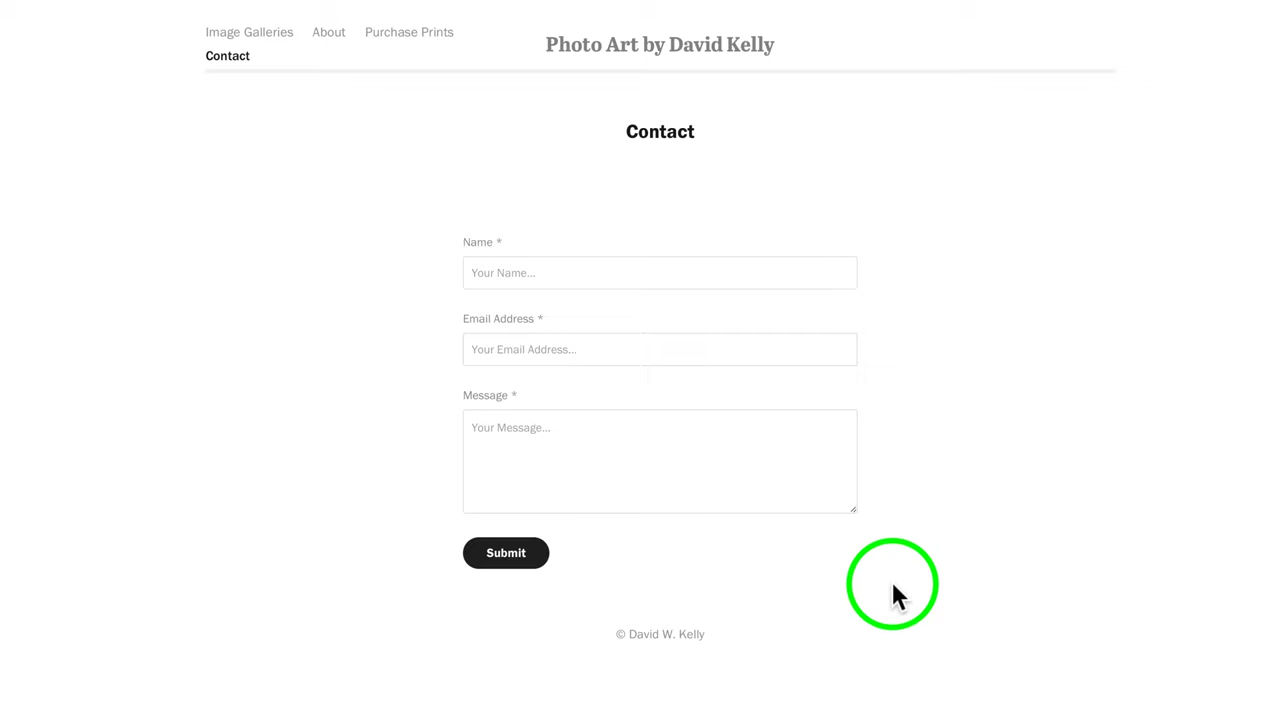 Image Galleries About Purchase Prints
Contact
Photo Art by David Kelly
Contact
Name *
Your Name...
Email Address *
Your Email Address...
Message *
Your Message...
Submit
© David W. Kelly